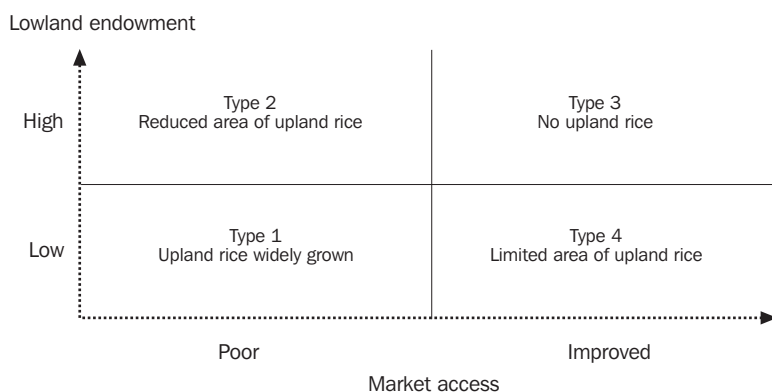 Lowland endowment
High
Type 2
Reduced area of upland rice
Type 3
No upland rice
Low
Type 1
Upland rice widely grown
Type 4
Limited area of upland rice
Poor
Improved
Market access